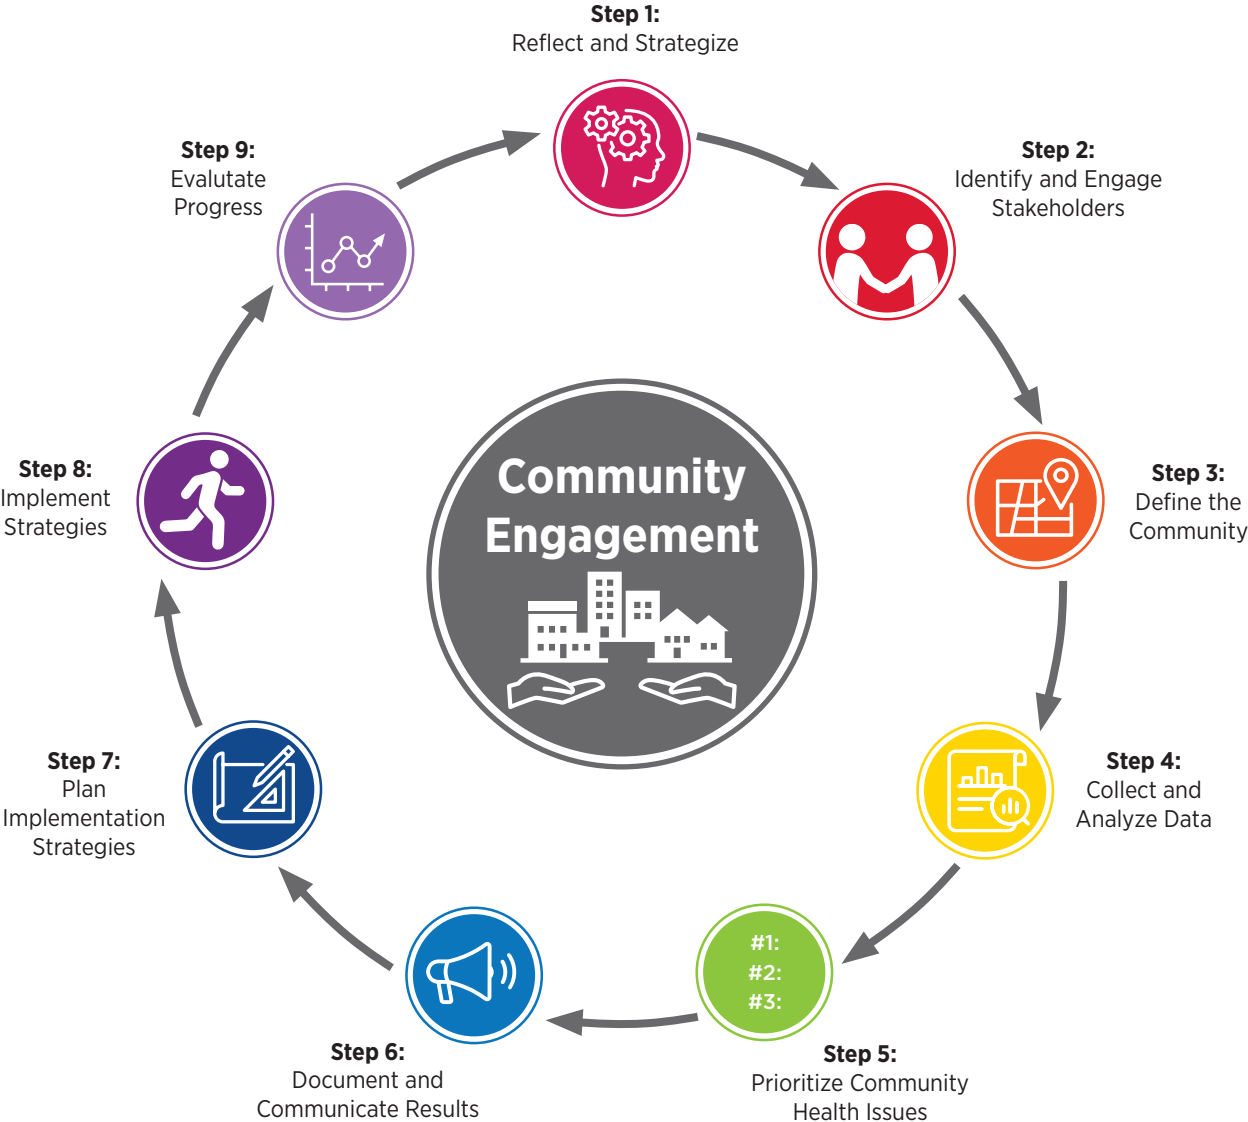 Step 1:
Reflect and Strategize
Step 2:
Identify and Engage
Stakeholders
Step 3:
Define the
Community
Step 4:
Collect and
Analyze Data
Step 5:
Prioritize Community
Health Issues
#1:
#2:
#3:
Step 6:
Document and
Communicate Results
Step 7:
Plan
Implementation
Strategies
Step 8:
Implement
Strategies
Step 9:
Evalutate
Progress
Community
Engagement